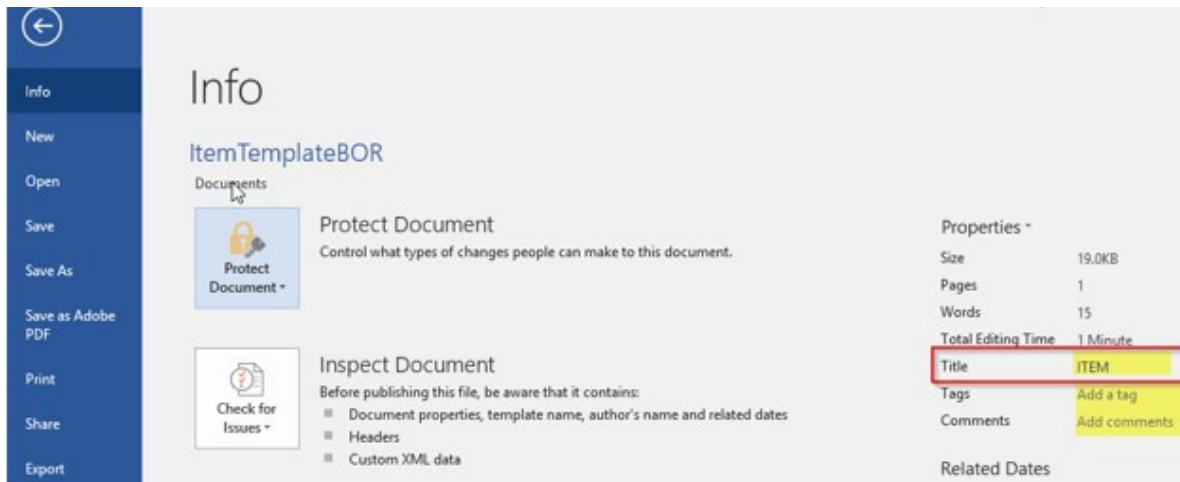 Info
New
Open
Save
Save As
Save as Adobe
PDF
Print
Share
Export
Info
ItemTemplateBOR
Documents
Protect
Document
Protect Document
Control what types of changes people can make to this document.
Check for
Issues
Inspect Document
Before publishing this file, be aware that it contains:
Document properties, template name, author's name and related dates
Headers
Custom XML data
Properties
Size 19.0KB
Pages 1
Words 15
Total Editing Time 1 Minute
Title ITEM
Tags Add a tag
Comments Add comments
Related Dates